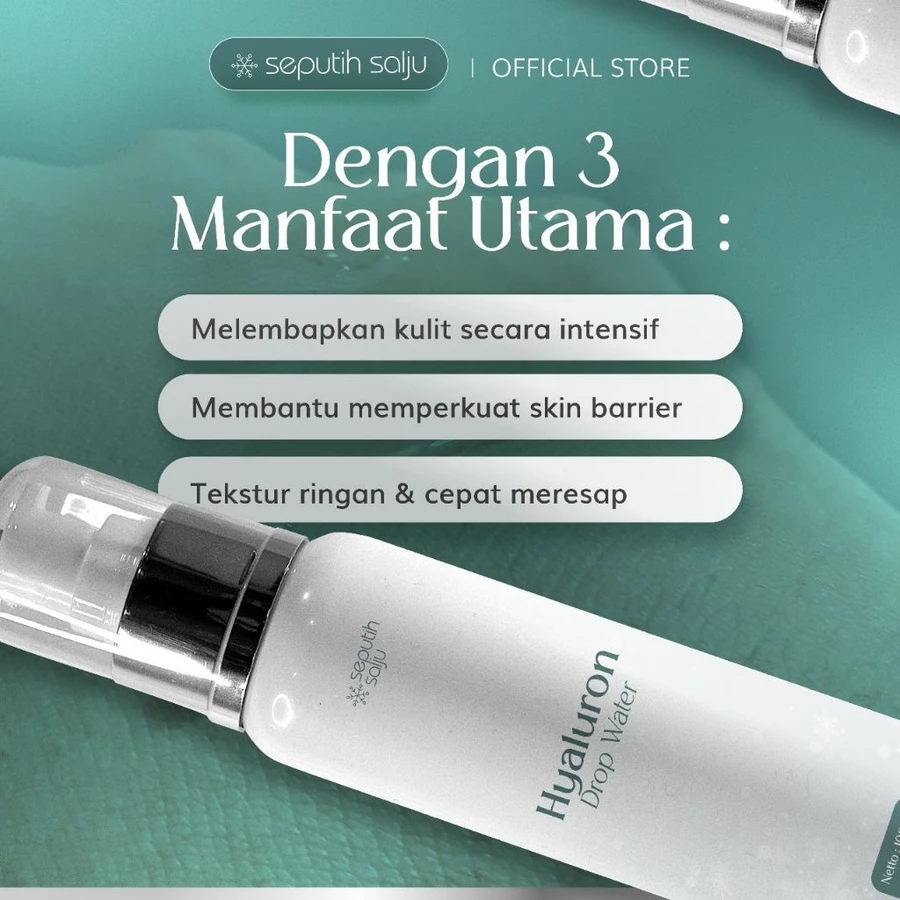 seputih salju | OFFICIAL STORE
Dengan 3
Manfaat Utama :
Melembapkan kulit secara intensif
Membantu memperkuat skin barrier
Tekstur ringan & cepat meresap
seputih
salju
Hyaluron
Drop Water
Netto :